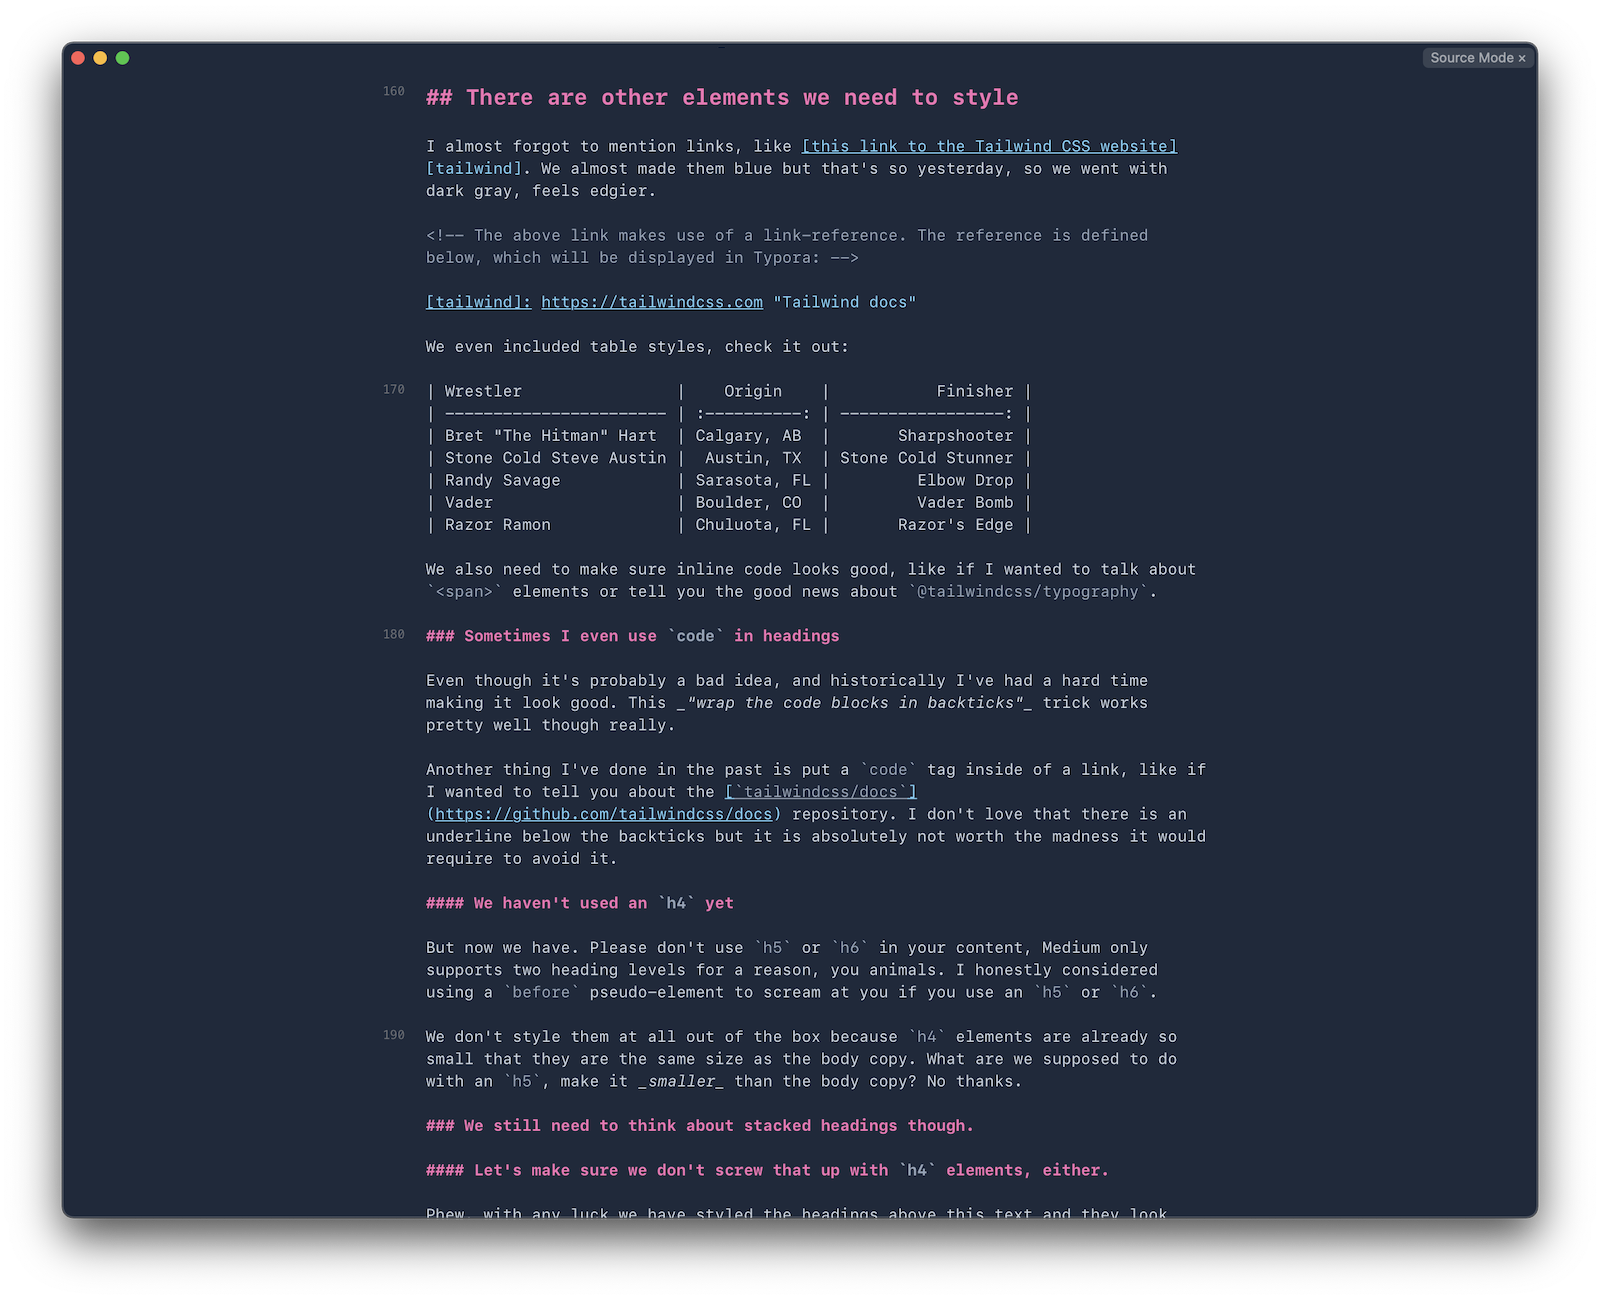 Source Mode ×
160 ## There are other elements we need to style
I almost forgot to mention links, like [this link to the Tailwind CSS website]
[tailwind]. We almost made them blue but that's so yesterday, so we went with
dark gray, feels edgier.
<!-- The above link makes use of a link-reference. The reference is defined
below, which will be displayed in Typora: -->
[tailwind]: https://tailwindcss.com "Tailwind docs"
We even included table styles, check it out:
170 | Wrestler                |    Origin    |          Finisher |
| ----------------------- | :----------: | -----------------: |
| Bret "The Hitman" Hart  | Calgary, AB  |       Sharpshooter |
| Stone Cold Steve Austin |  Austin, TX  | Stone Cold Stunner |
| Randy Savage            | Sarasota, FL |         Elbow Drop |
| Vader                   | Boulder, CO  |         Vader Bomb |
| Razor Ramon             | Chuluota, FL |       Razor's Edge |
We also need to make sure inline code looks good, like if I wanted to talk about
`<span>` elements or tell you the good news about `@tailwindcss/typography`.
180 ### Sometimes I even use `code` in headings
Even though it's probably a bad idea, and historically I've had a hard time
making it look good. This _"wrap the code blocks in backticks"_ trick works
pretty well though really.
Another thing I've done in the past is put a `code` tag inside of a link, like if
I wanted to tell you about the [`tailwindcss/docs`]
(https://github.com/tailwindcss/docs) repository. I don't love that there is an
underline below the backticks but it is absolutely not worth the madness it would
require to avoid it.
#### We haven't used an `h4` yet
But now we have. Please don't use `h5` or `h6` in your content, Medium only
supports two heading levels for a reason, you animals. I honestly considered
using a `before` pseudo-element to scream at you if you use an `h5` or `h6`.
190 We don't style them at all out of the box because `h4` elements are already so
small that they are the same size as the body copy. What are we supposed to do
with an `h5`, make it _smaller_ than the body copy? No thanks.
### We still need to think about stacked headings though.
#### Let's make sure we don't screw that up with `h4` elements, either.
Phew, with any luck we have styled the headings above this text and they look